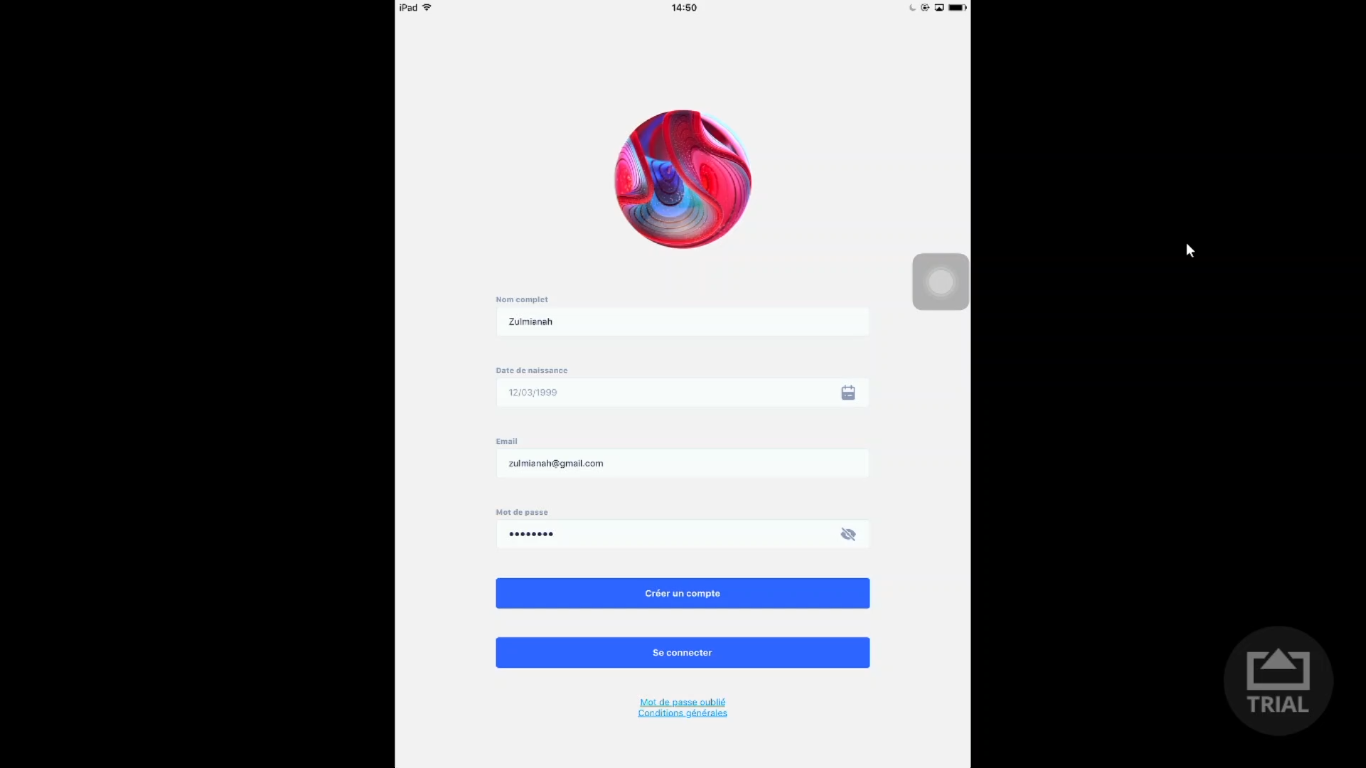 iPad
14:50
Nom complet
Zulmianah
Date de naissance
12/03/1999
Email
zulmianah@gmail.com
Mot de passe
••••••••
Créer un compte
Se connecter
Mot de passe oublié
Conditions générales
TRIAL